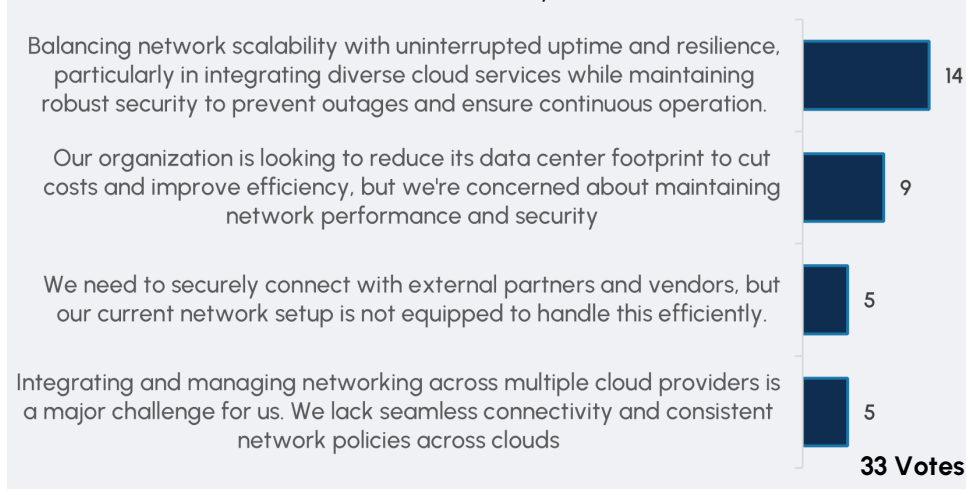 Balancing network scalability with uninterrupted uptime and resilience,
particularly in integrating diverse cloud services while maintaining
robust security to prevent outages and ensure continuous operation.
14
Our organization is looking to reduce its data center footprint to cut
costs and improve efficiency, but we're concerned about maintaining
network performance and security
9
We need to securely connect with external partners and vendors, but
our current network setup is not equipped to handle this efficiently.
5
Integrating and managing networking across multiple cloud providers is
a major challenge for us. We lack seamless connectivity and consistent
network policies across clouds
5
33 Votes